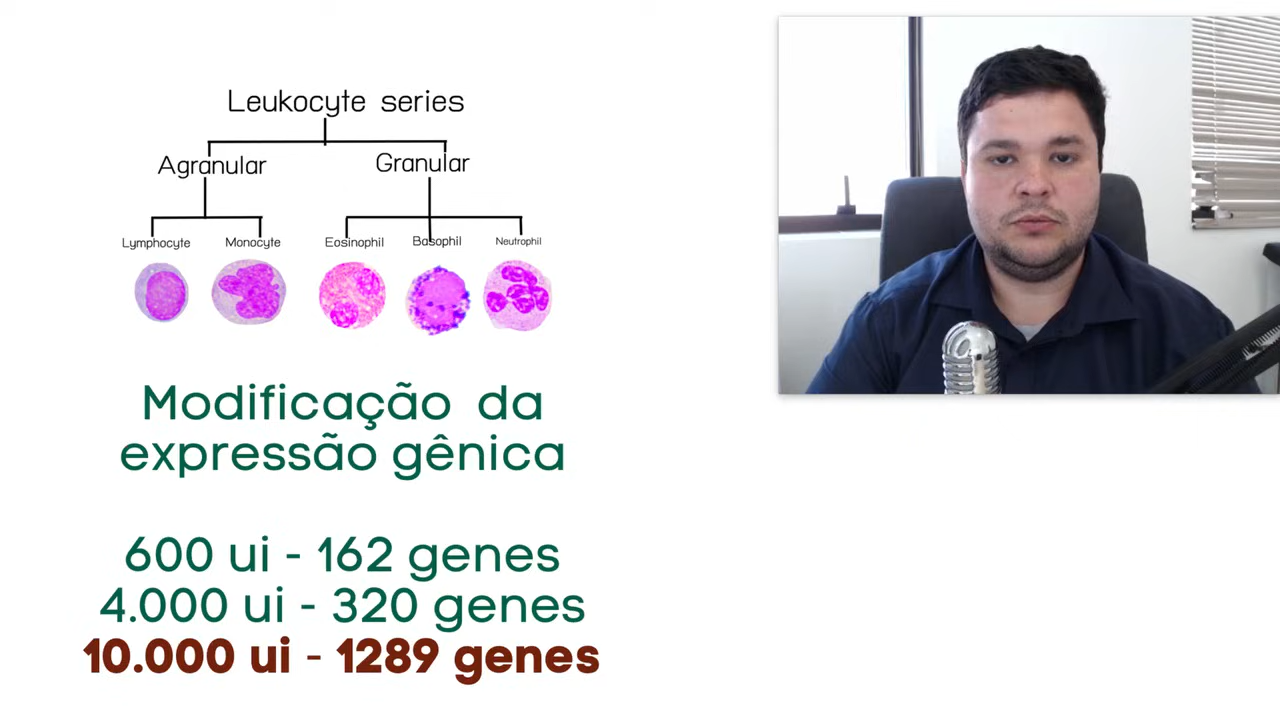 Leukocyte series
Agranular
Granular
Lymphocyte
Monocyte
Eosinophil
Basophil
Neutrophil
Modificação da
expressão gênica
600 ui - 162 genes
4.000 ui - 320 genes
10.000 ui - 1289 genes